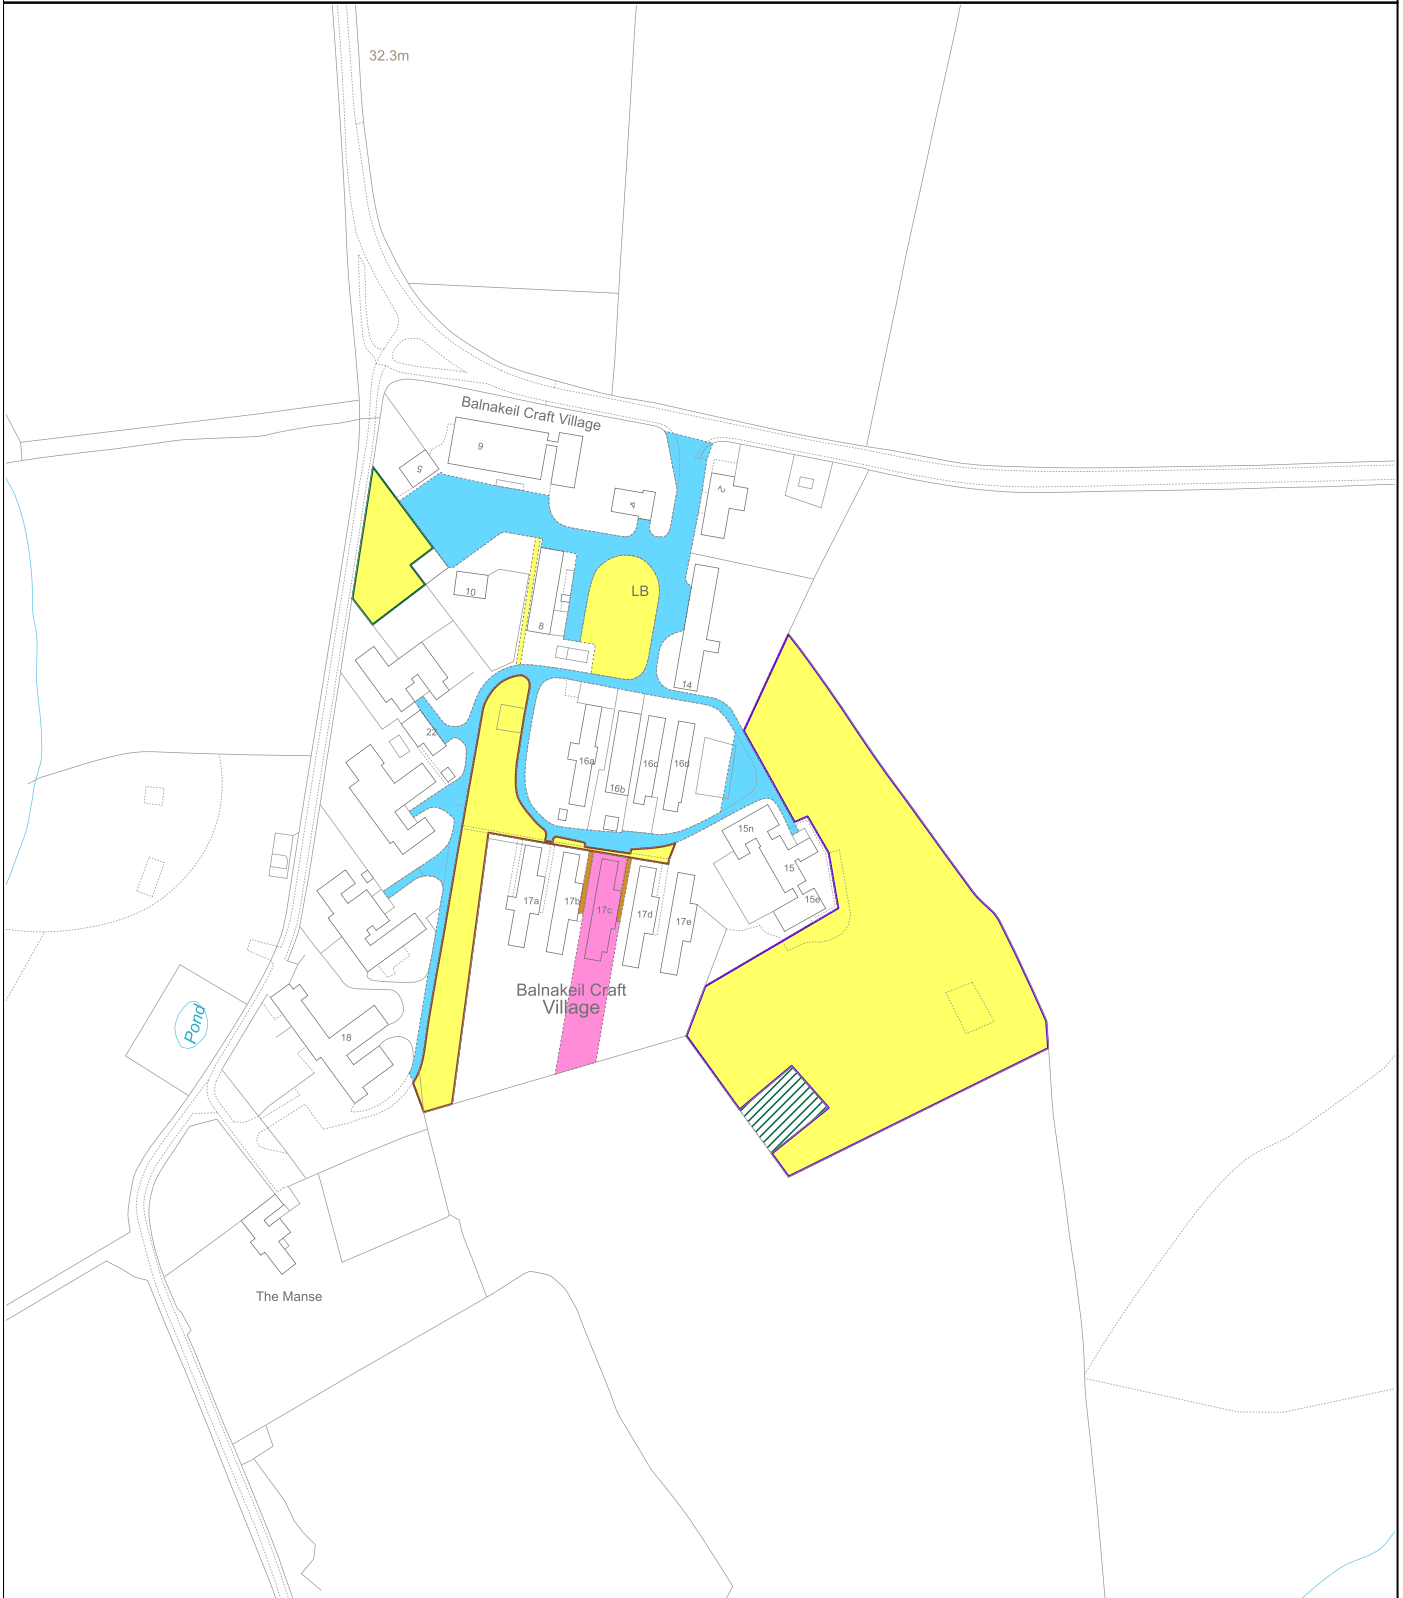 32.3m
Balnakeil Craft Village
9
5
2
4
LB
10
8
14
22
16a
16b
16c
16d
15n
15
15e
17a
17b
17c
17d
17e
Balnakeil Craft
Village
Pond
18
The Manse